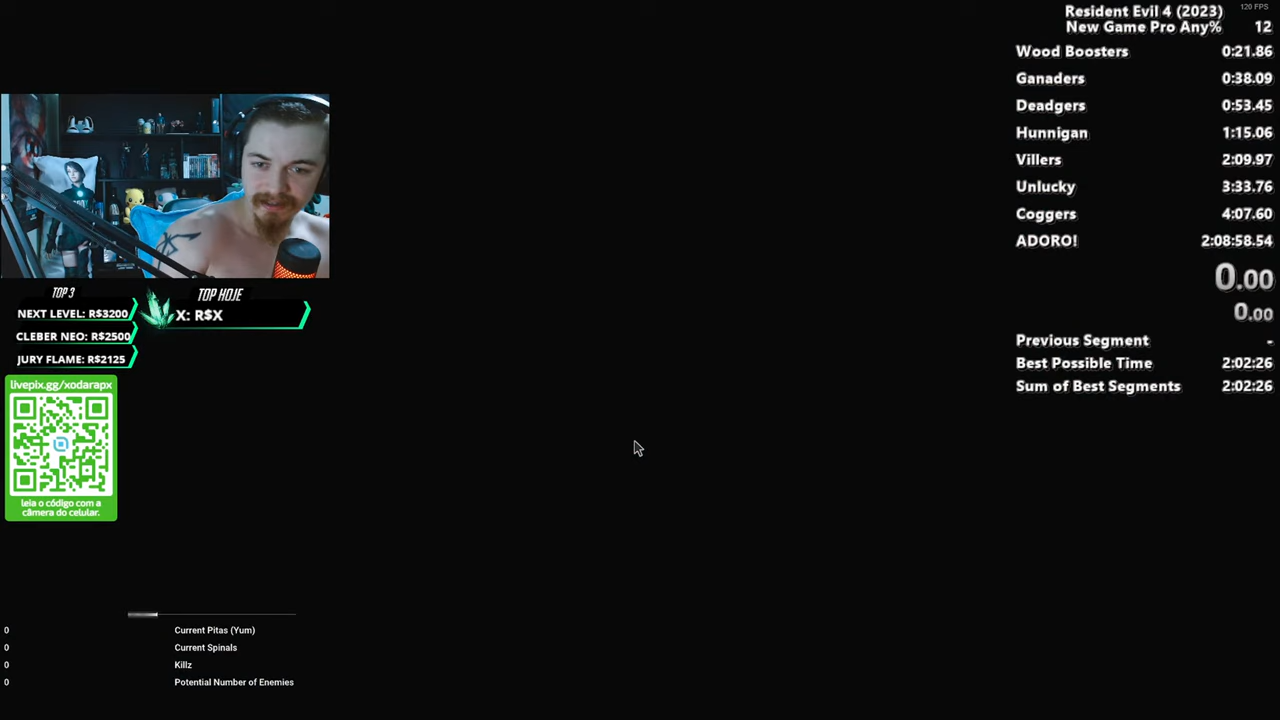 120 FPS
Resident Evil 4 (2023)
New Game Pro Any% 12
Wood Boosters 0:21.86
Ganaders 0:38.09
Deadgers 0:53.45
Hunnigan 1:15.06
Villers 2:09.97
Unlucky 3:33.76
Coggers 4:07.60
ADORO! 2:08:58.54
0.00
0.00
Previous Segment -
Best Possible Time 2:02:26
Sum of Best Segments 2:02:26
TOP 3
NEXT LEVEL: R$3200
CLEBER NEO: R$2500
JURY FLAME: R$2125
TOP HOJE
X: R$X
livepix.gg/xodarapx
leia o código com a
câmera do celular.
0 Current Pitas (Yum)
0 Current Spinals
0 Killz
0 Potential Number of Enemies